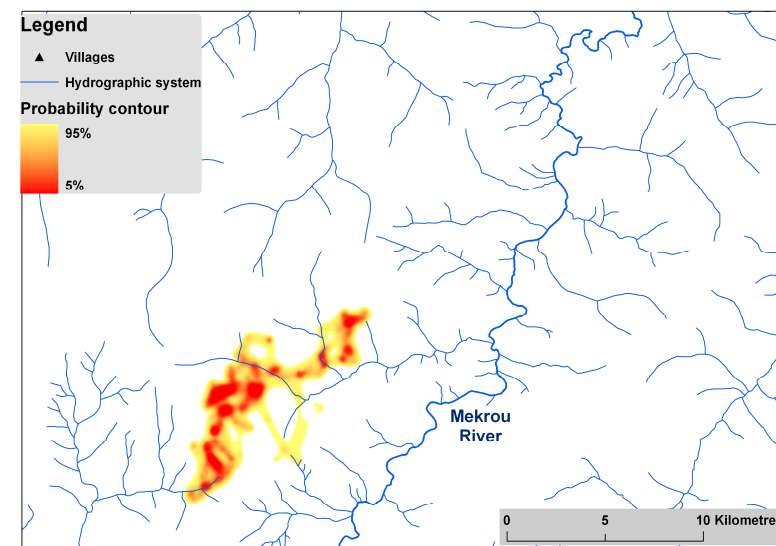 Legend
Villages
Hydrographic system
Probability contour
95%
5%
Mekrou
River
0 5 10 Kilometre